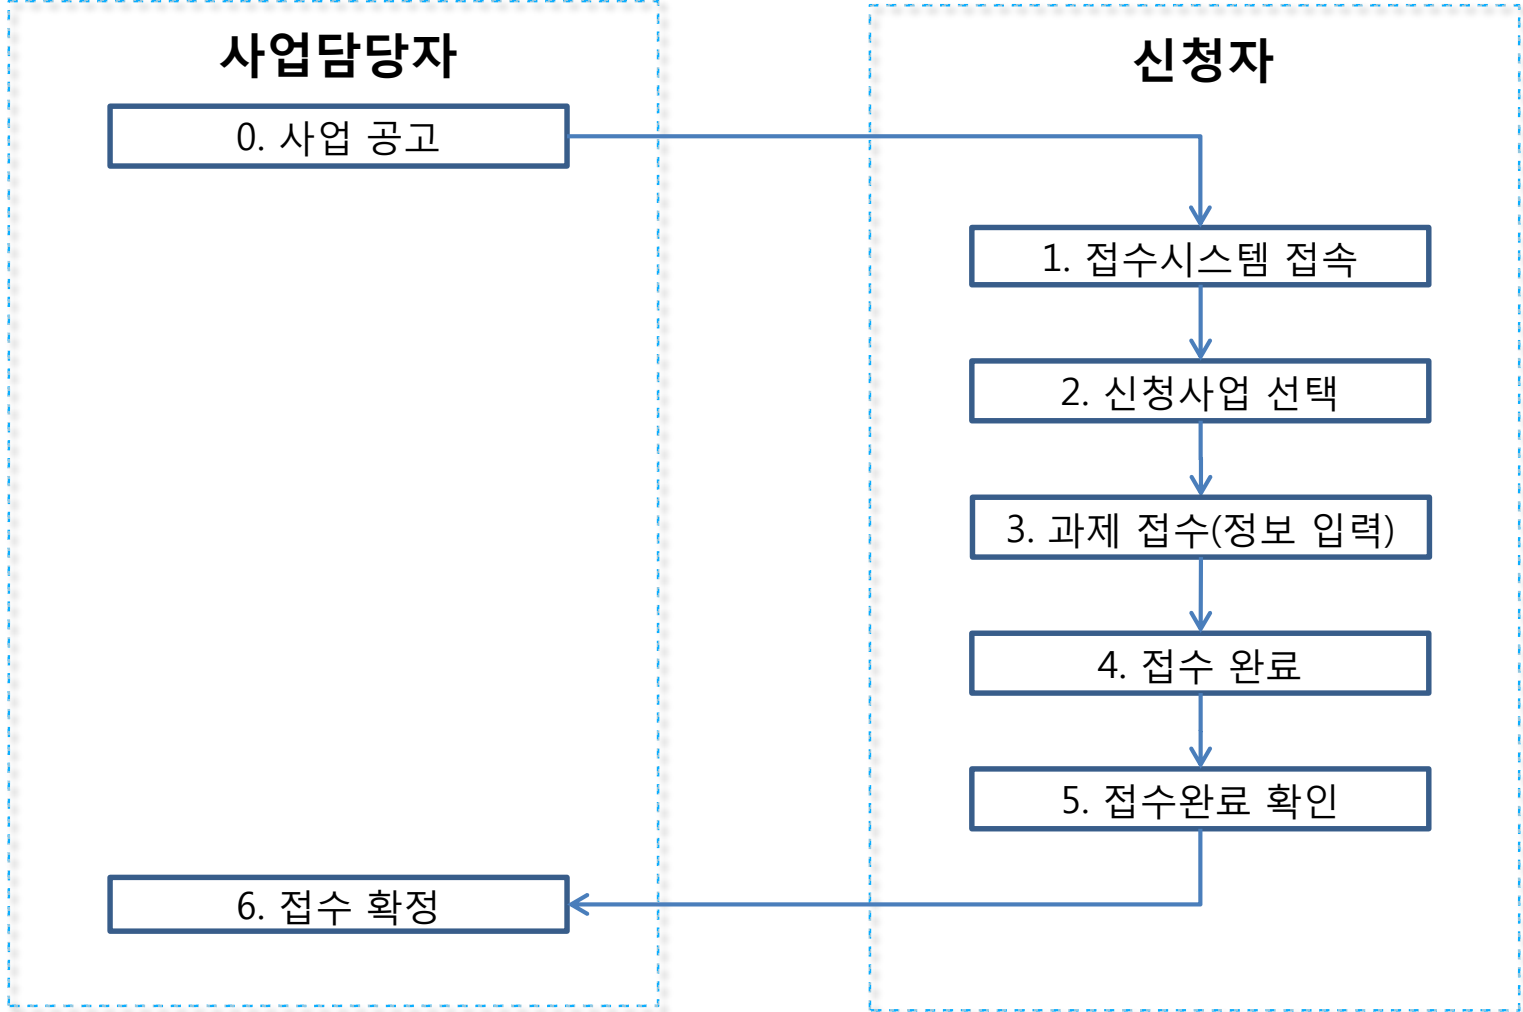 사업담당자
신청자
0. 사업 공고
1. 접수시스템 접속
2. 신청사업 선택
3. 과제 접수(정보 입력)
4. 접수 완료
5. 접수완료 확인
6. 접수 확정